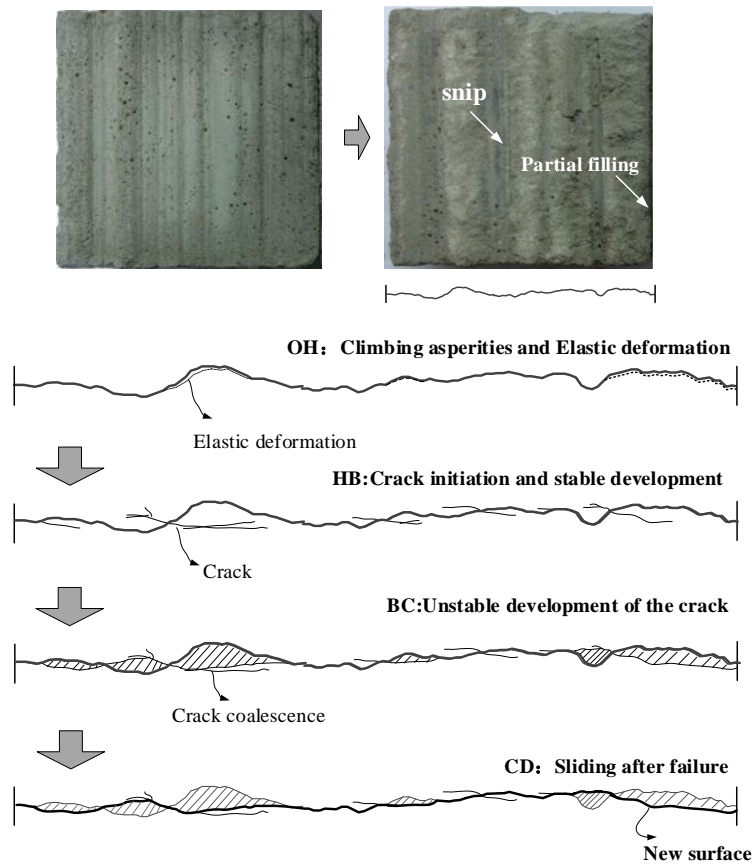 snip
Partial filling
OH：Climbing asperities and Elastic deformation
Elastic deformation
HB:Crack initiation and stable development
Crack
BC:Unstable development of the crack
Crack coalescence
CD：Sliding after failure
New surface